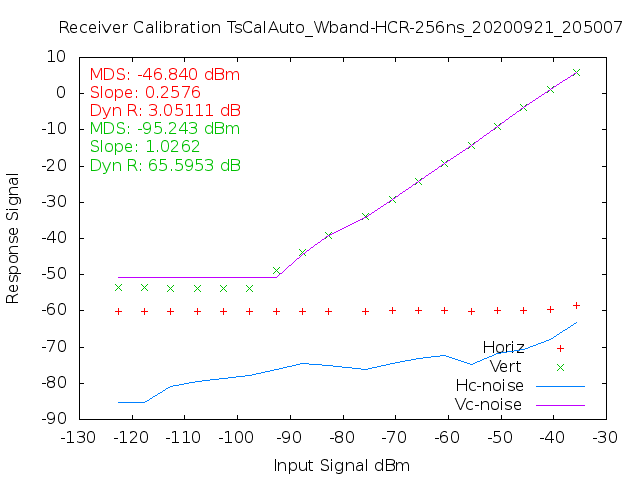 Receiver Calibration TsCalAuto_Wband-HCR-256ns_20200921_205007
MDS: -46.840 dBm
Slope: 0.2576
Dyn R: 3.05111 dB
MDS: -95.243 dBm
Slope: 1.0262
Dyn R: 65.5953 dB
10
0
-10
-20
-30
-40
-50
-60
-70
-80
-90
Response Signal
Horiz
Vert
Hc-noise
Vc-noise
-130 -120 -110 -100 -90 -80 -70 -60 -50 -40 -30
Input Signal dBm